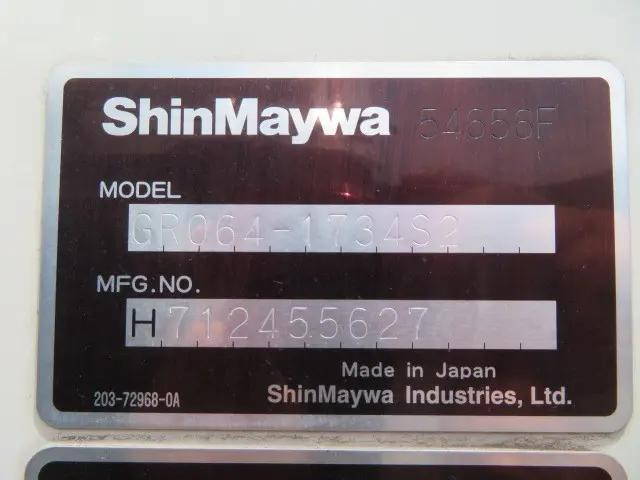 ShinMaywa 54656F
MODEL
GR064-1734S2
MFG.NO.
H712455627
Made in Japan
203-72968-0A ShinMaywa Industries, Ltd.